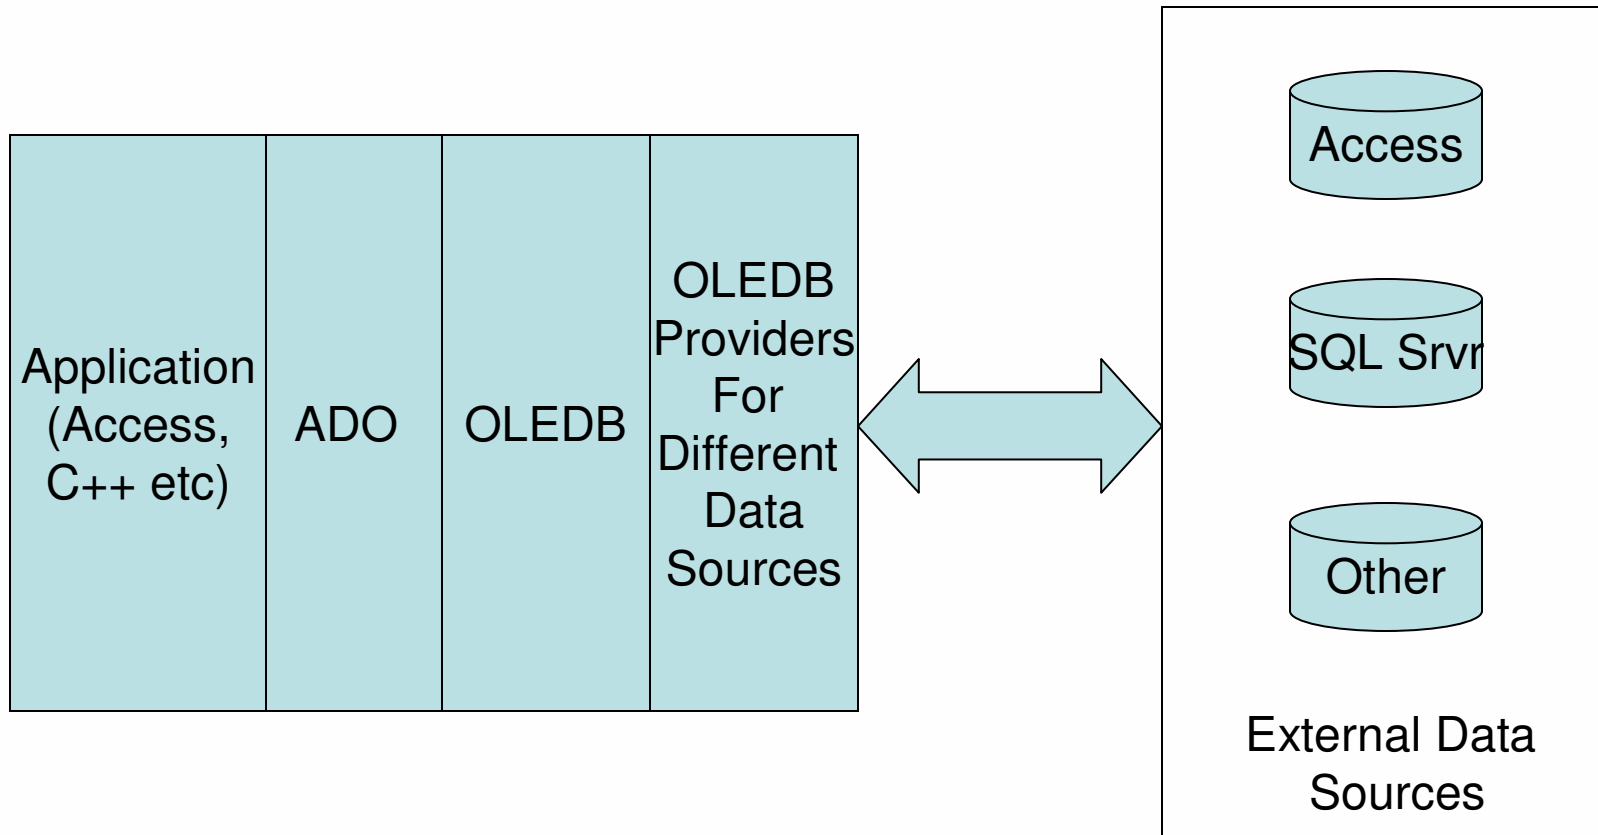 Application
(Access,
C++ etc)
ADO
OLEDB
OLEDB
Providers
For
Different
Data
Sources
Access
SQL Srvr
Other
External Data
Sources